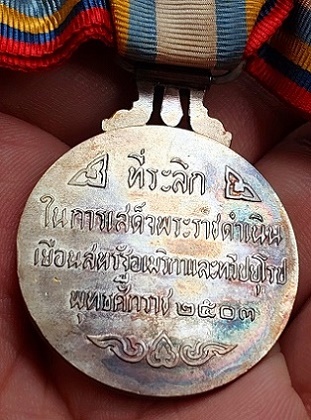 ที่ระลึก
ในการเสด็จพระราชดำเนิน
เยือนสหรัฐอเมริกาและทวีปยุโรป
พุทธศักราช ๒๕๐๓